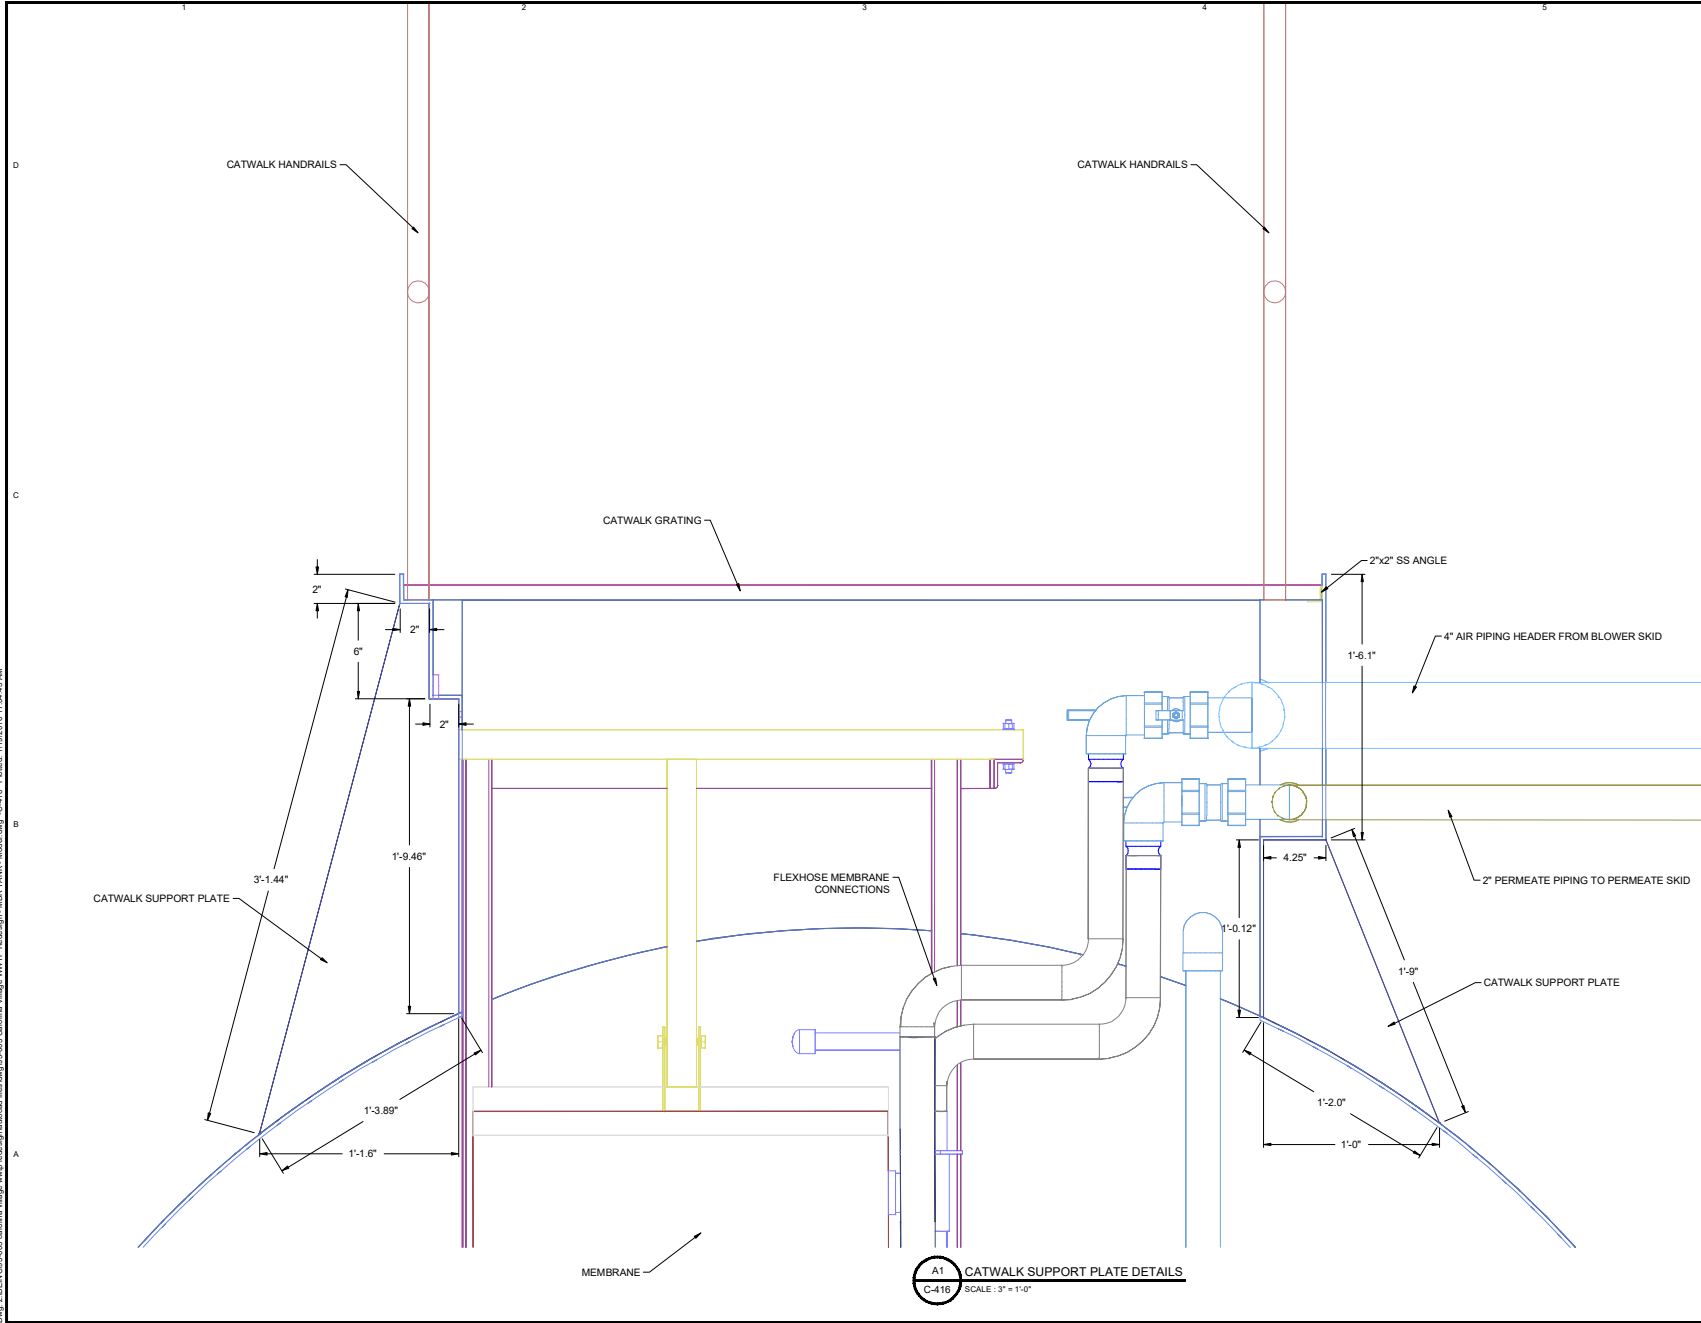 1 2 3 4 5
D
CATWALK HANDRAILS
CATWALK HANDRAILS
C
CATWALK GRATING
2"x2" SS ANGLE
2"
2"
6"
4" AIR PIPING HEADER FROM BLOWER SKID
1'-6.1"
2"
B
1'-9.46"
4.25"
3'-1.44"
FLEXHOSE MEMBRANE
CONNECTIONS
2" PERMEATE PIPING TO PERMEATE SKID
CATWALK SUPPORT PLATE
1'-0.12"
1'-9"
CATWALK SUPPORT PLATE
1'-3.89"
1'-2.0"
A
1'-1.6"
1'-0"
MEMBRANE
A1
CATWALK SUPPORT PLATE DETAILS
C-416
SCALE : 3" = 1'-0"